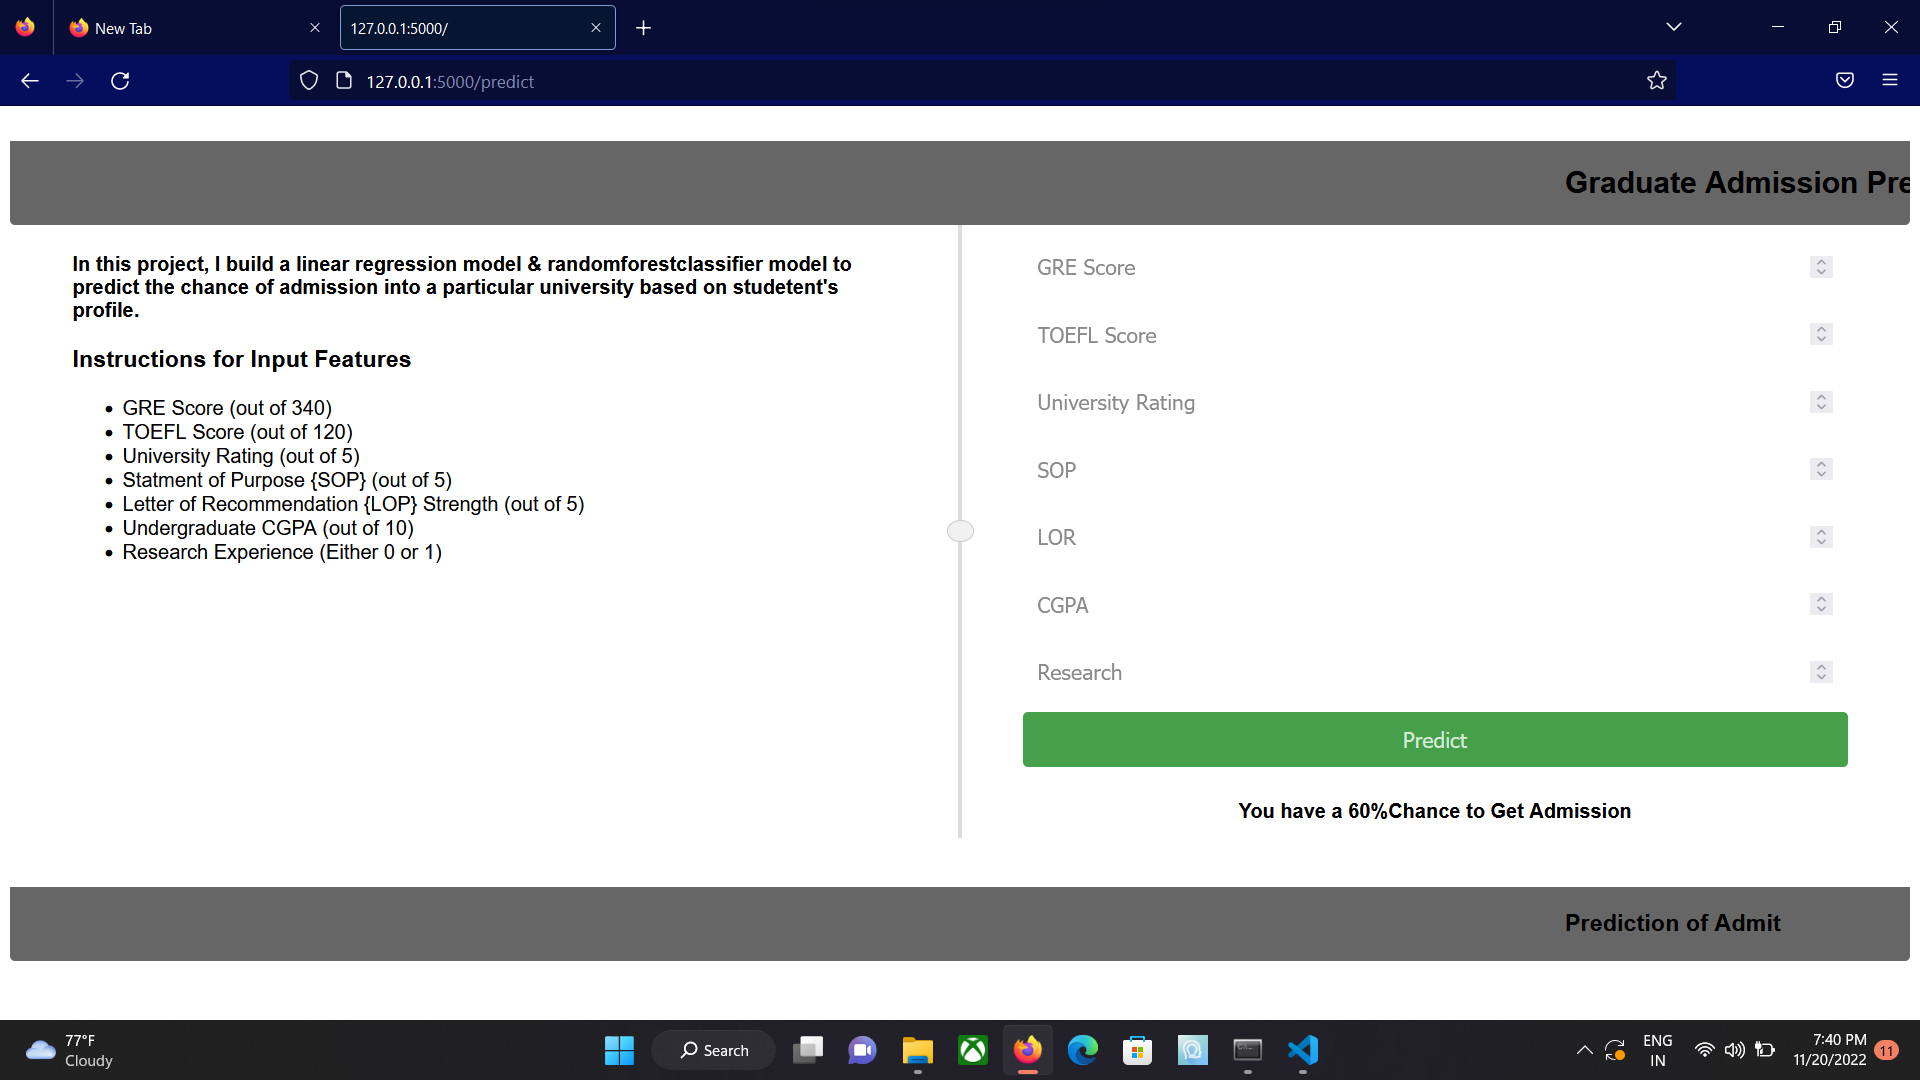 New Tab
127.0.0.1:5000/
127.0.0.1:5000/predict
Graduate Admission Pre
In this project, I build a linear regression model & randomforestclassifier model to
predict the chance of admission into a particular university based on studetent's
profile.
Instructions for Input Features
GRE Score (out of 340)
TOEFL Score (out of 120)
University Rating (out of 5)
Statment of Purpose {SOP} (out of 5)
Letter of Recommendation {LOP} Strength (out of 5)
Undergraduate CGPA (out of 10)
Research Experience (Either 0 or 1)
GRE Score
TOEFL Score
University Rating
SOP
LOR
CGPA
Research
Predict
You have a 60%Chance to Get Admission
Prediction of Admit
77°F
Cloudy
Search
ENG
IN
7:40 PM
11/20/2022
11